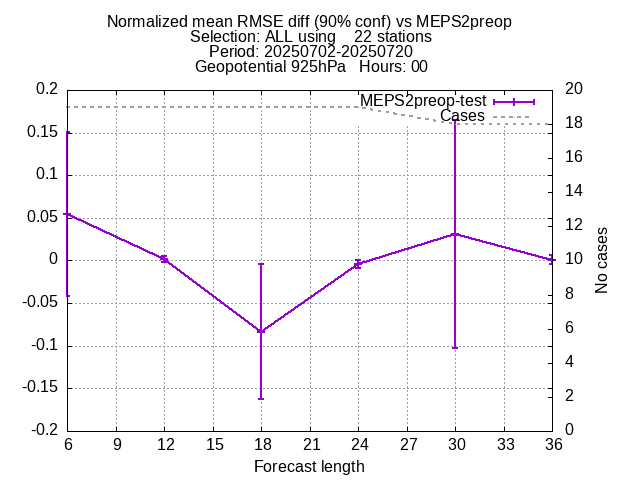 Normalized mean RMSE diff (90% conf) vs MEPS2preop
Selection: ALL using    22 stations
Period: 20250702-20250720
Geopotential 925hPa   Hours: 00
MEPS2preop-test
Cases
0.2
0.15
0.1
0.05
0
-0.05
-0.1
-0.15
-0.2
20
18
16
14
12
10
8
6
4
2
0
No cases
6 9 12 15 18 21 24 27 30 33 36
Forecast length